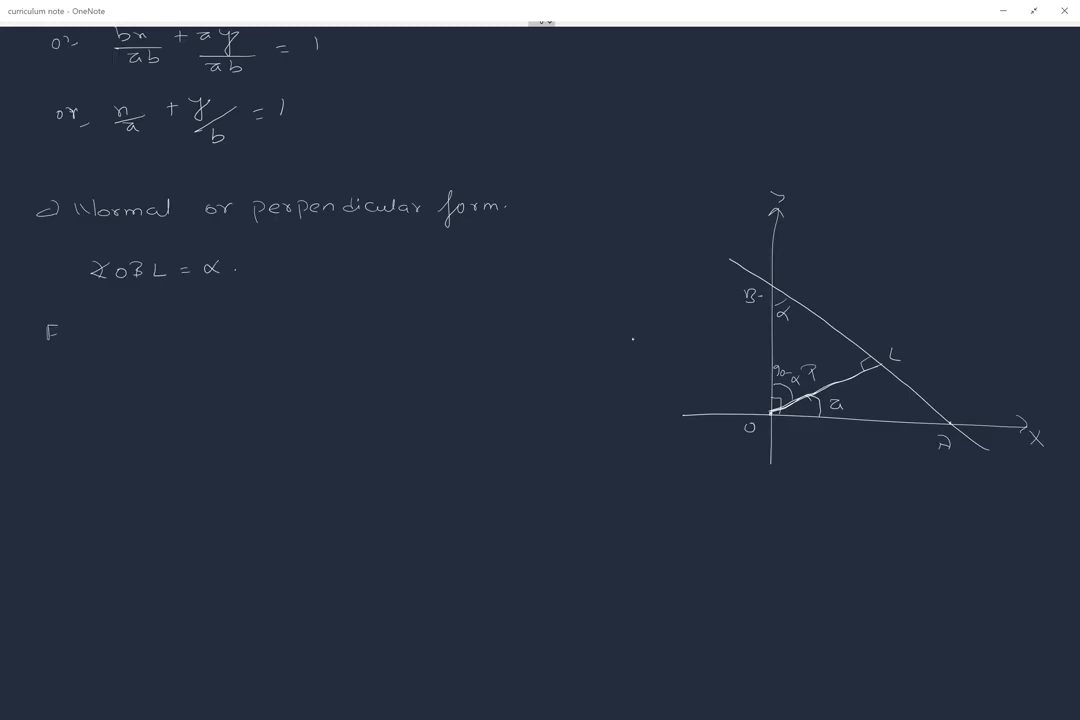 curriculum note - OneNote
or bx/ab + ay/ab = 1
or x/a + y/b = 1
c) Normal or perpendicular form.
∠OBL = α.
F
Y
B
α
L
90-α
P
α
O
A
X